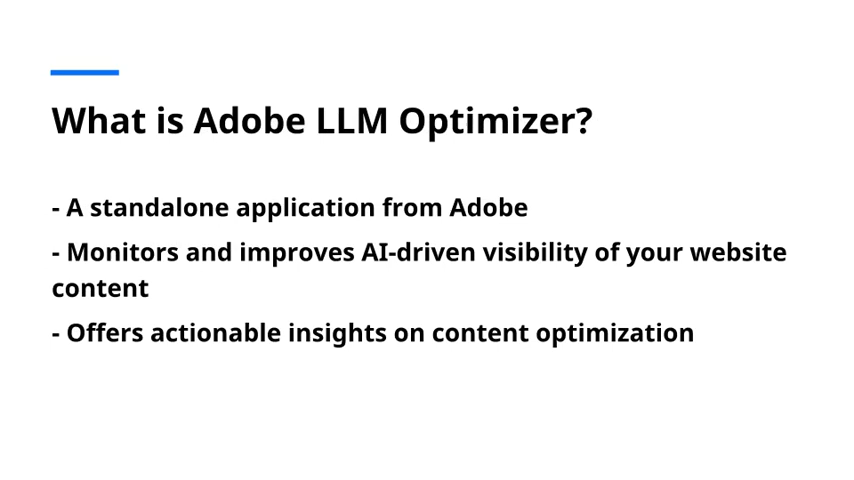 What is Adobe LLM Optimizer?
- A standalone application from Adobe
- Monitors and improves AI-driven visibility of your website
content
- Offers actionable insights on content optimization